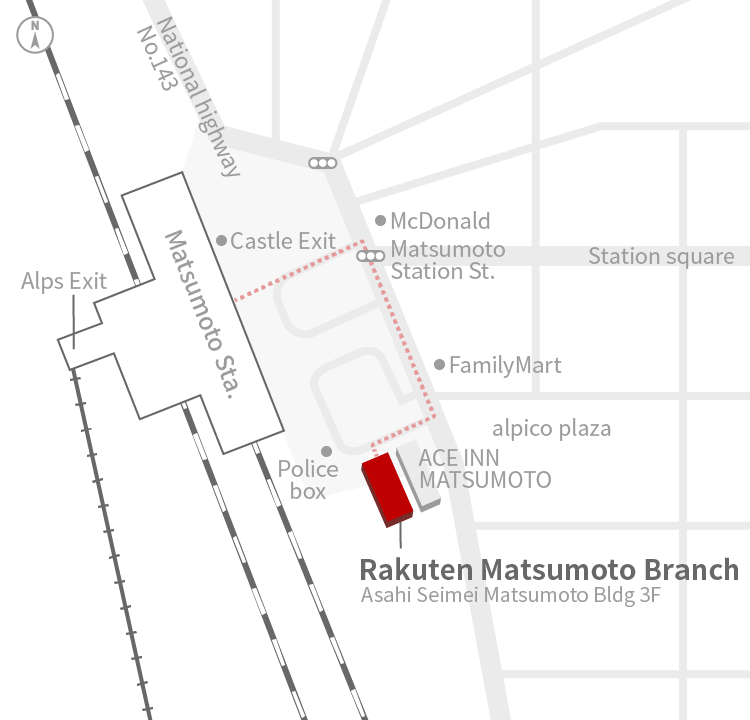 N
National highway
No.143
Castle Exit
McDonald
Matsumoto
Station St.
Station square
Alps Exit
Matsumoto Sta.
FamilyMart
alpico plaza
Police
box
ACE INN
MATSUMOTO
Rakuten Matsumoto Branch
Asahi Seimei Matsumoto Bldg 3F